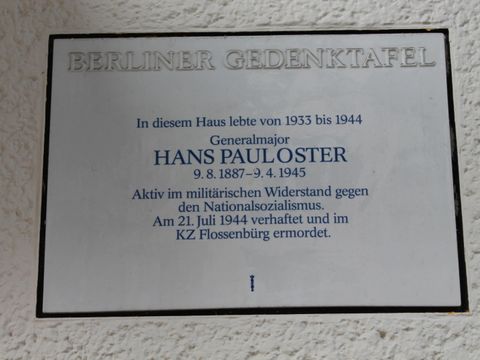 BERLINER GEDENKTAFEL
In diesem Haus lebte von 1933 bis 1944
Generalmajor
HANS PAUL OSTER
9. 8. 1887–9. 4. 1945
Aktiv im militärischen Widerstand gegen
den Nationalsozialismus.
Am 21. Juli 1944 verhaftet und im
KZ Flossenbürg ermordet.